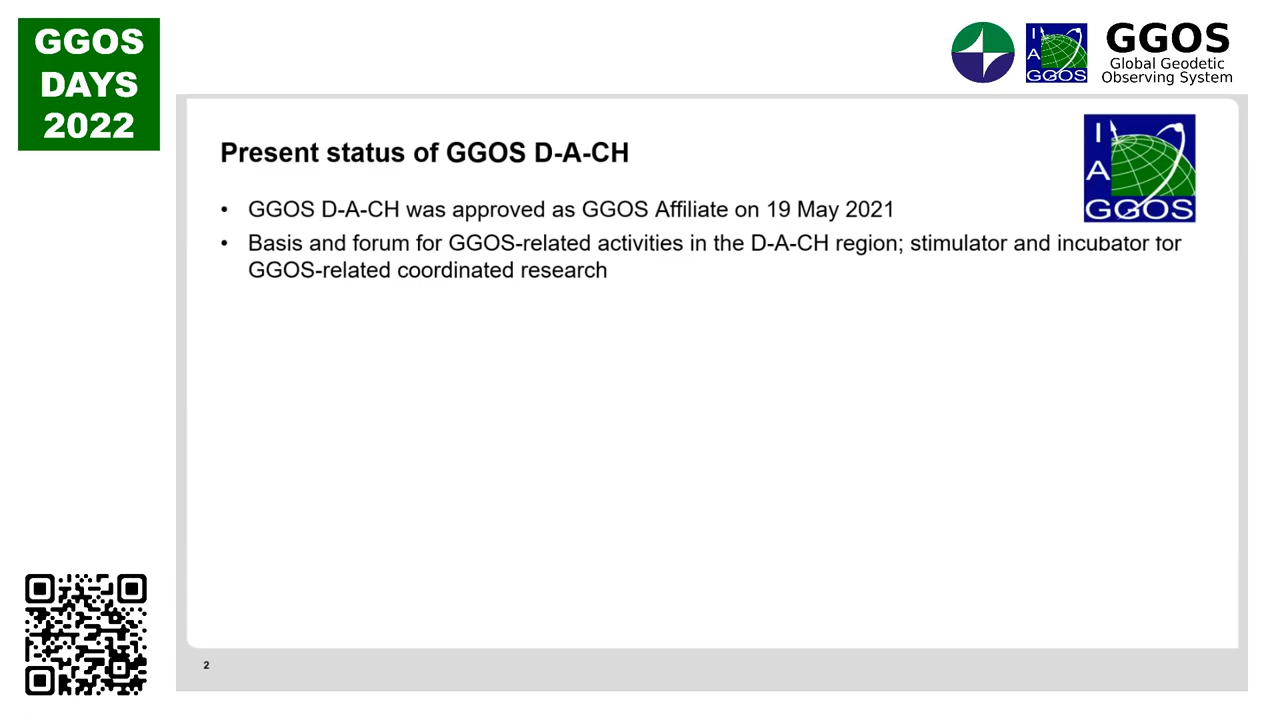 GGOS
DAYS
2022
I
A
GGOS
GGOS
Global Geodetic
Observing System
Present status of GGOS D-A-CH
I
A
GGOS
• GGOS D-A-CH was approved as GGOS Affiliate on 19 May 2021
• Basis and forum for GGOS-related activities in the D-A-CH region; stimulator and incubator for
GGOS-related coordinated research
2